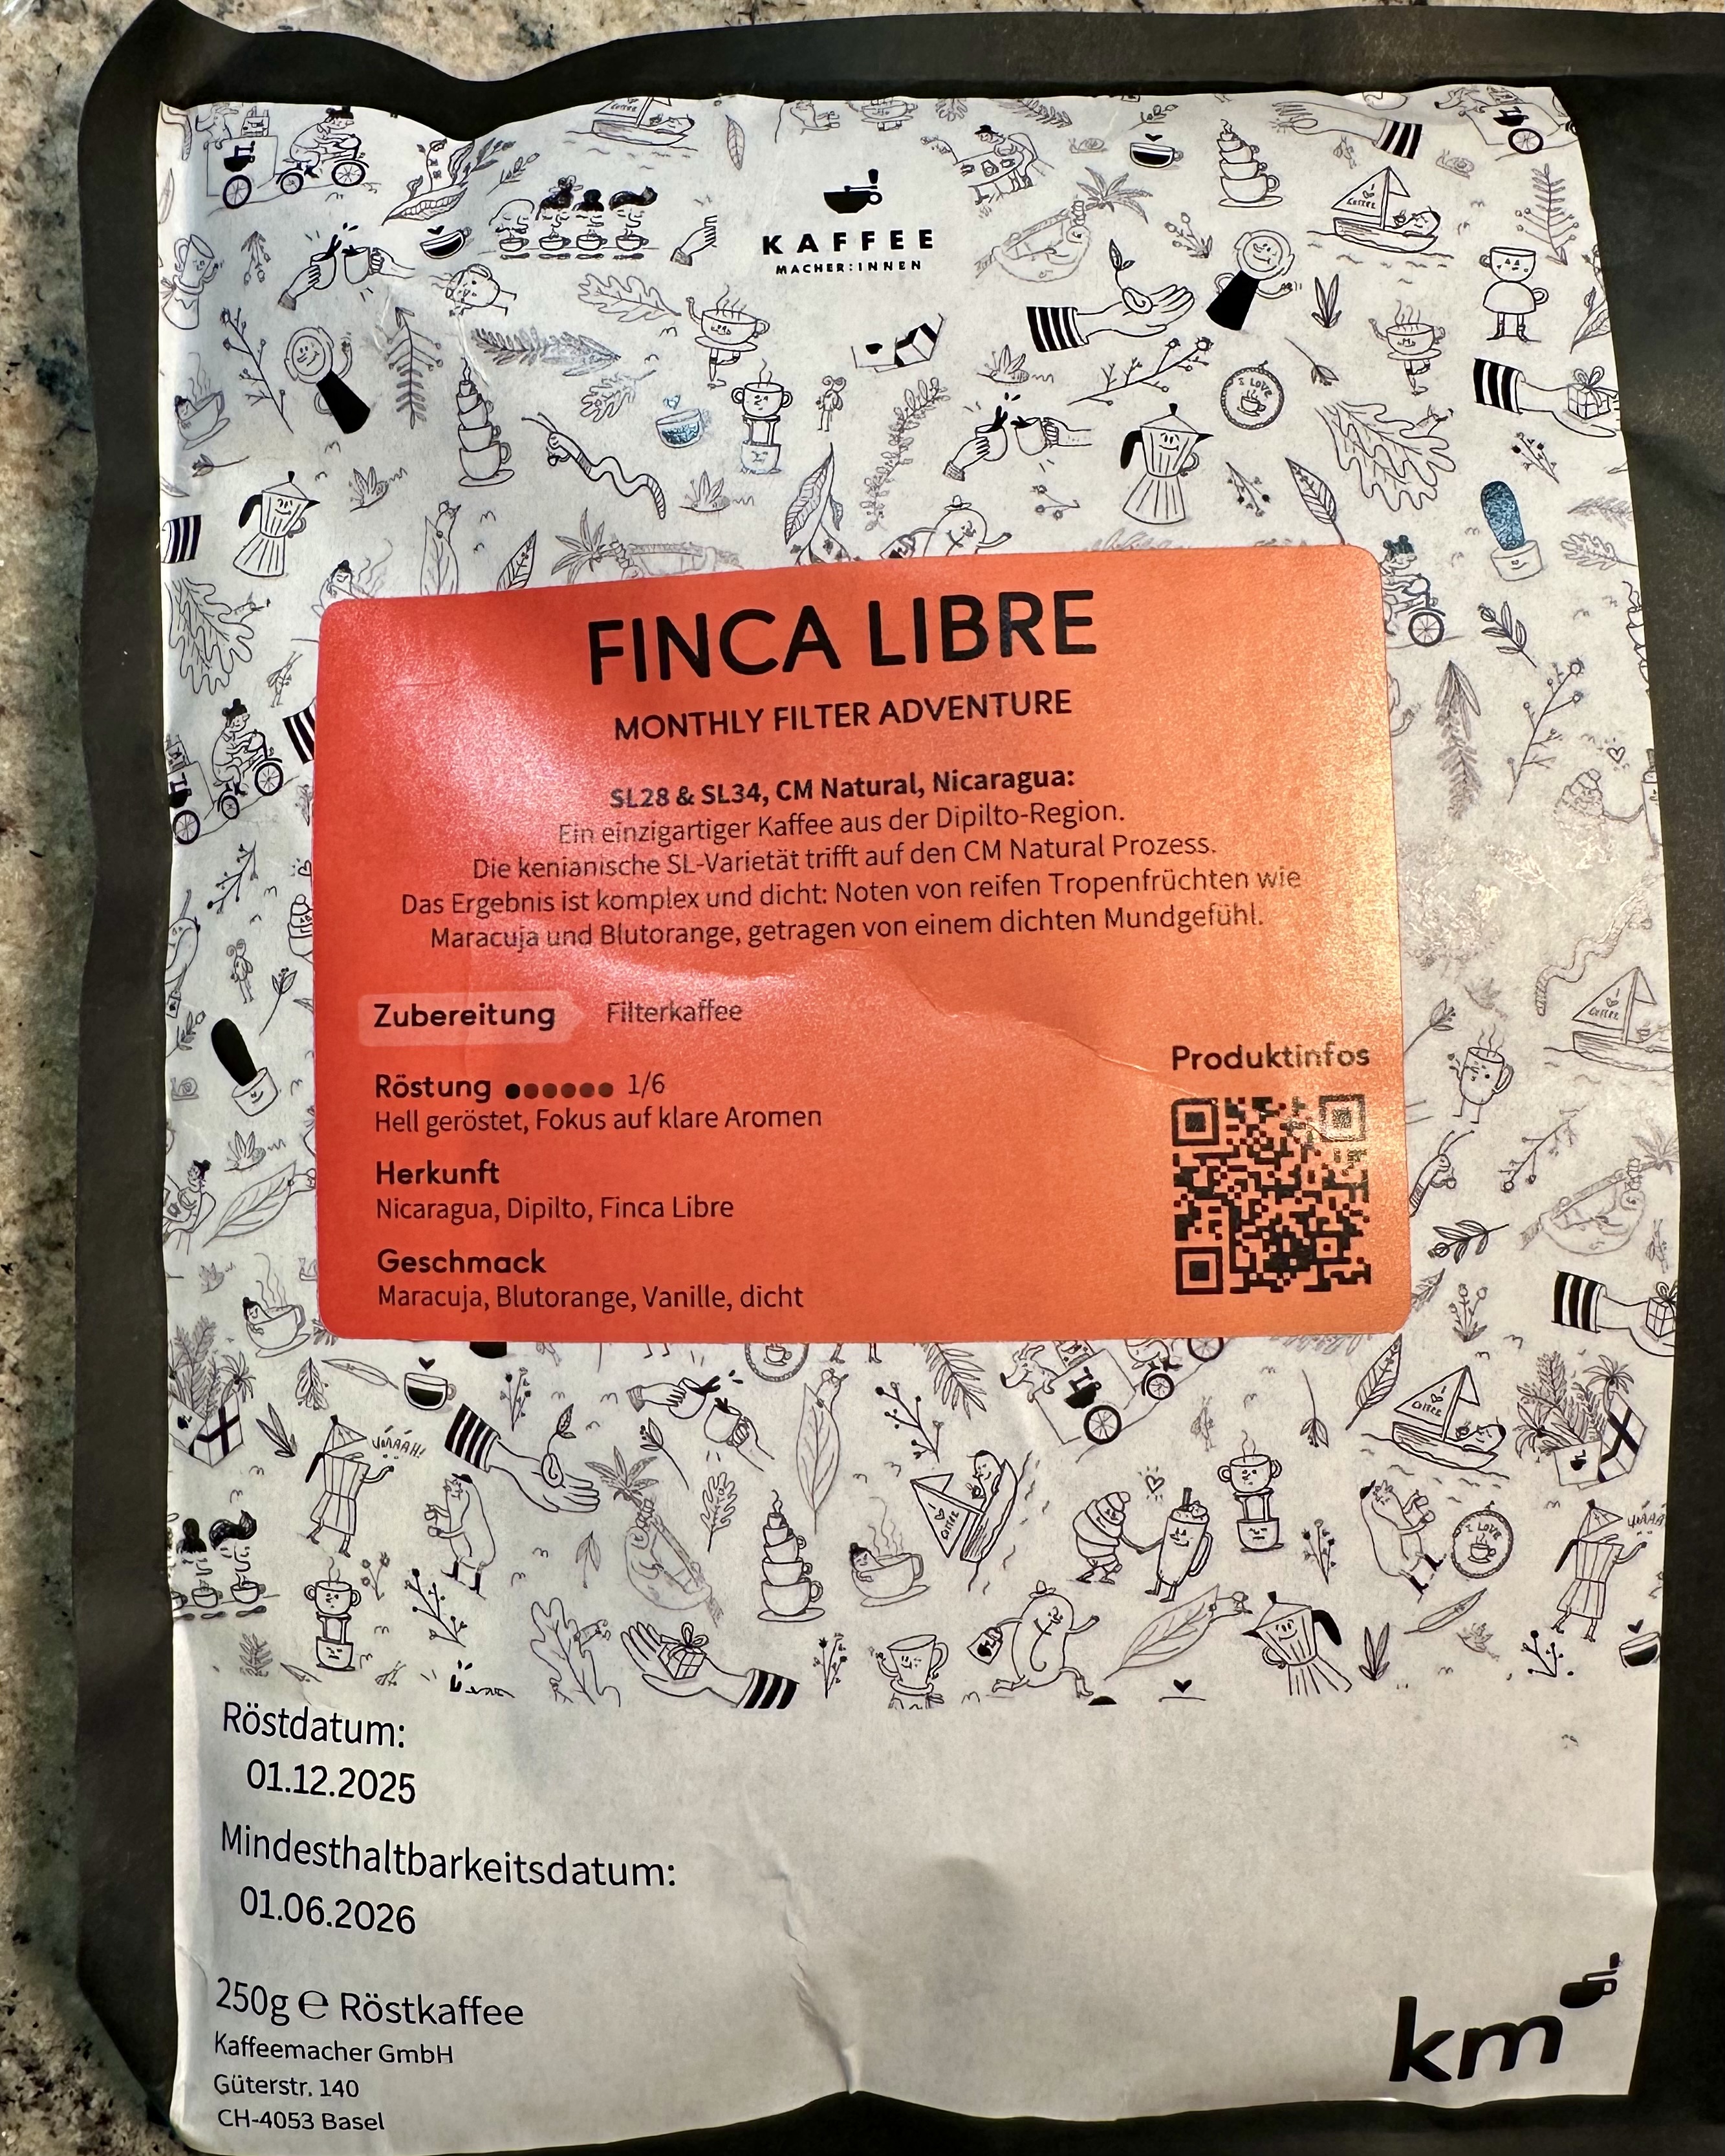 KAFFEE
MACHER:INNEN
I LOVE
COFFEE
FINCA LIBRE
MONTHLY FILTER ADVENTURE
SL28 & SL34, CM Natural, Nicaragua:
Ein einzigartiger Kaffee aus der Dipilto-Region.
Die kenianische SL-Varietät trifft auf den CM Natural Prozess.
Das Ergebnis ist komplex und dicht: Noten von reifen Tropenfrüchten wie
Maracuja und Blutorange, getragen von einem dichten Mundgefühl.
Zubereitung Filterkaffee
Röstung 1/6
Hell geröstet, Fokus auf klare Aromen
Herkunft
Nicaragua, Dipilto, Finca Libre
Geschmack
Maracuja, Blutorange, Vanille, dicht
Produktinfos
I LOVE
Röstdatum:
01.12.2025
Mindesthaltbarkeitsdatum:
01.06.2026
250g ℮ Röstkaffee
Kaffeemacher GmbH
Güterstr. 140
CH-4053 Basel
km